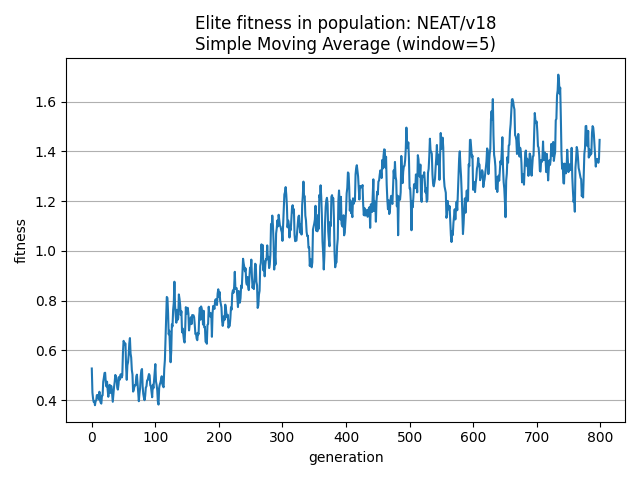 Elite fitness in population: NEAT/v18
Simple Moving Average (window=5)
fitness
1.6
1.4
1.2
1.0
0.8
0.6
0.4
0 100 200 300 400 500 600 700 800
generation